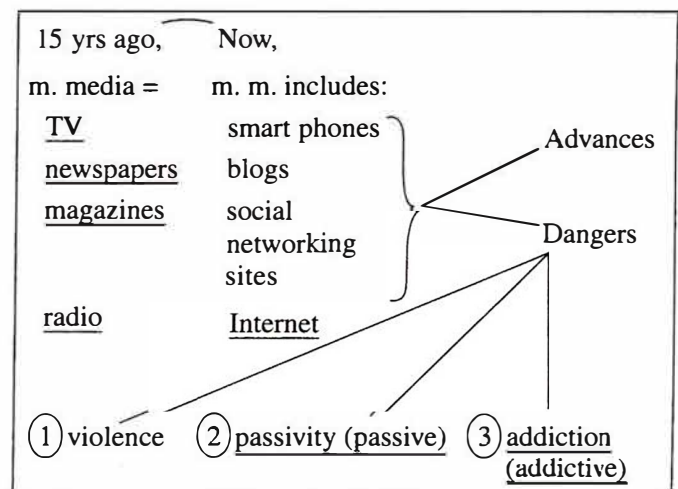 15 yrs ago, Now,
m. media = m. m. includes:
TV smart phones
Advances
newspapers blogs
magazines social
networking
sites
Dangers
radio Internet
1 violence 2 passivity (passive) 3 addiction
(addictive)